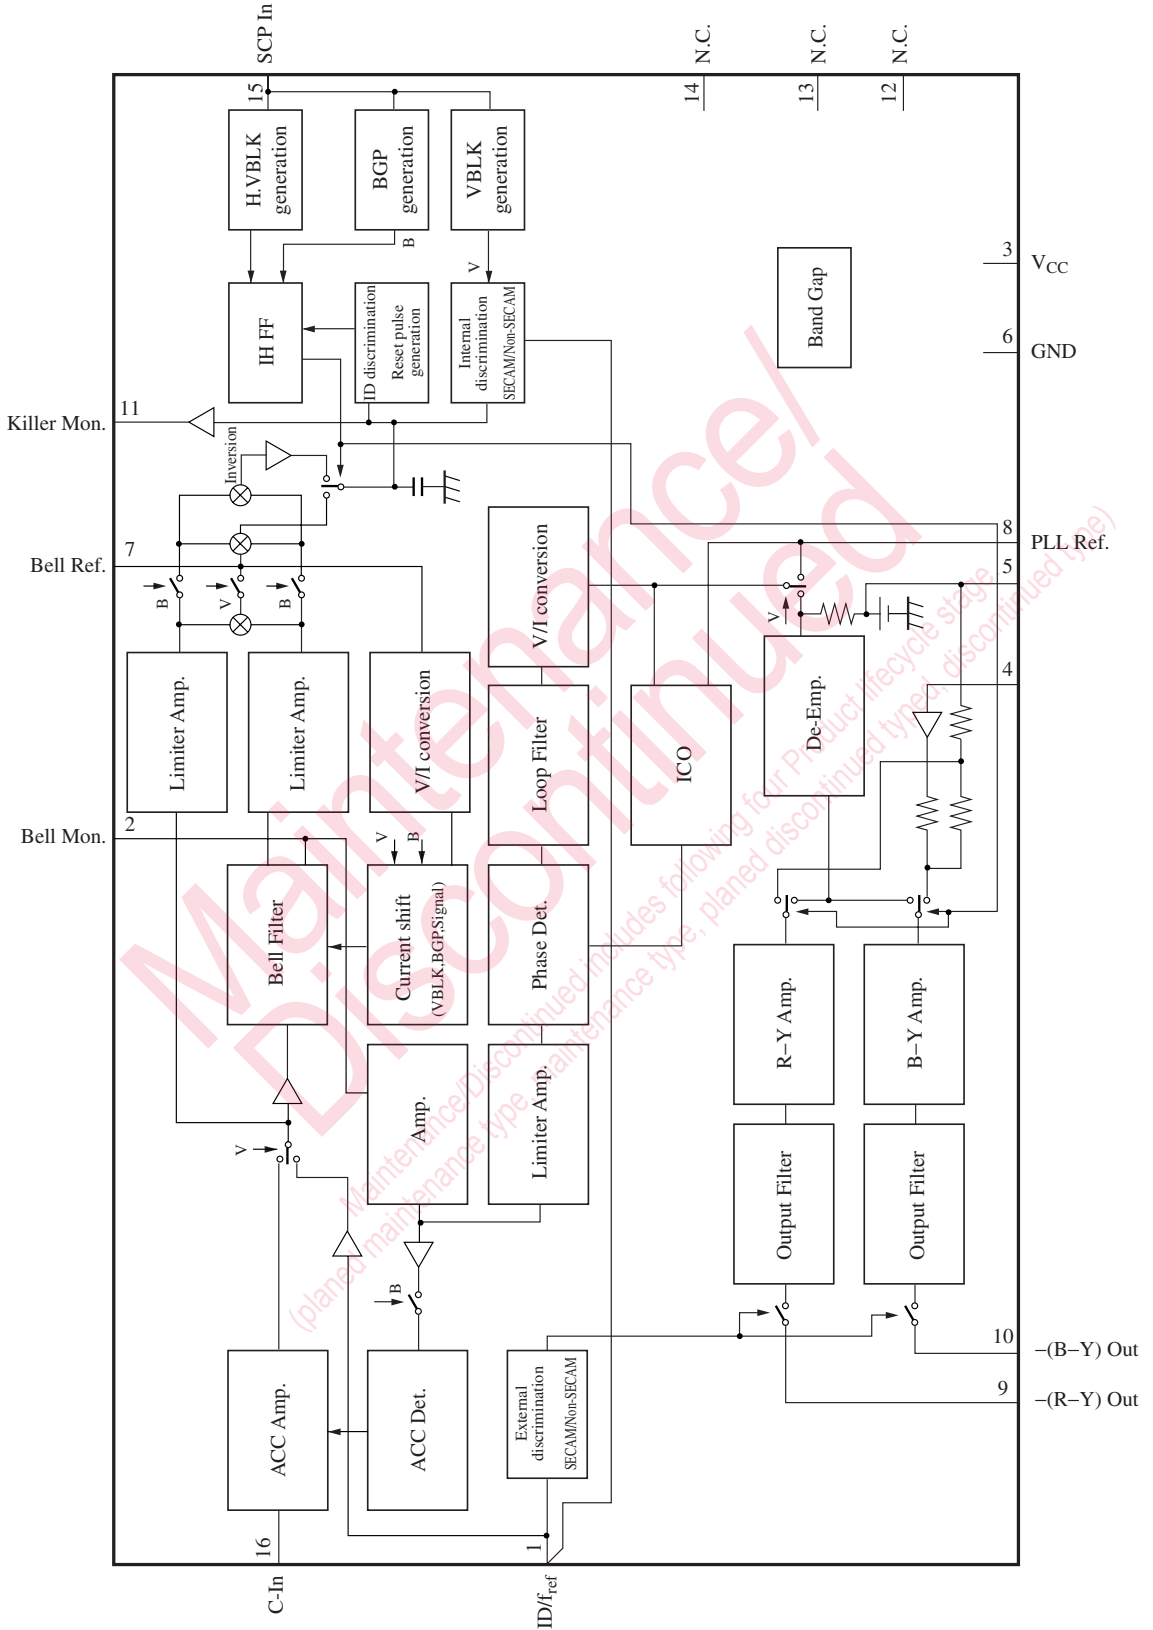 SCP In
15
N.C.
14
N.C.
13
N.C.
12
H.VBLK
generation
BGP
generation
VBLK
generation
B
V
3
VCC
6
GND
Band Gap
IH FF
ID discrimination
Reset pulse
generation
Internal
discrimination
SECAM/Non-SECAM
Killer Mon.
11
Inversion
Bell Ref.
7
B
V
B
8
PLL Ref.
5
4
V/I conversion
V
Limiter Amp.
Limiter Amp.
V/I conversion
Loop Filter
ICO
De-Emp.
Bell Mon.
2
V
B
Bell Filter
Current shift
(VBLK,BGP,Signal)
Phase Det.
R−Y Amp.
B−Y Amp.
V
Amp.
Limiter Amp.
Output Filter
Output Filter
B
10
−(B−Y) Out
9
−(R−Y) Out
ACC Amp.
ACC Det.
External
discrimination
SECAM/Non-SECAM
16
C-In
1
ID/fref
Maintenance/
Discontinued
Maintenance/Discontinued includes following four Product lifecycle stage
(planed maintenance type, maintenance type, planed discontinued typed, discontinued type)